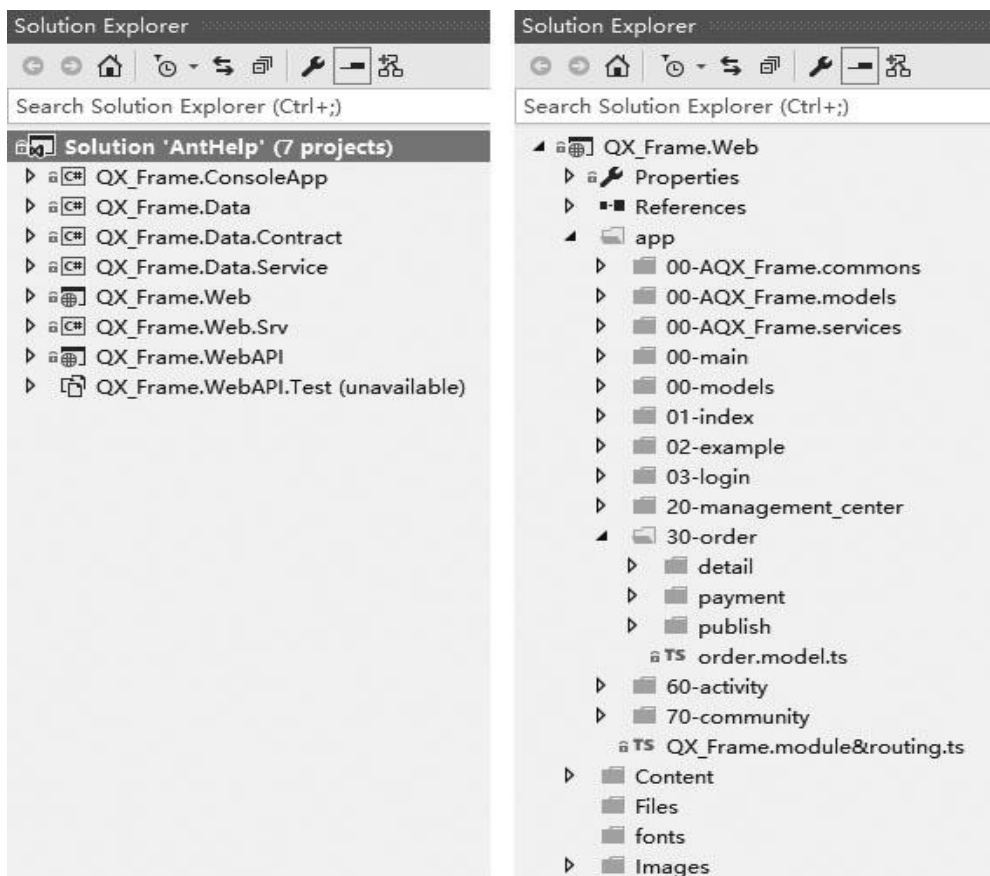 Solution Explorer
Search Solution Explorer (Ctrl+;)
Solution 'AntHelp' (7 projects)
C# QX_Frame.ConsoleApp
C# QX_Frame.Data
C# QX_Frame.Data.Contract
C# QX_Frame.Data.Service
QX_Frame.Web
C# QX_Frame.Web.Srv
QX_Frame.WebAPI
QX_Frame.WebAPI.Test (unavailable)
Solution Explorer
Search Solution Explorer (Ctrl+;)
QX_Frame.Web
Properties
References
app
00-AQX_Frame.commons
00-AQX_Frame.models
00-AQX_Frame.services
00-main
00-models
01-index
02-example
03-login
20-management_center
30-order
detail
payment
publish
TS order.model.ts
60-activity
70-community
TS QX_Frame.module&routing.ts
Content
Files
fonts
Images